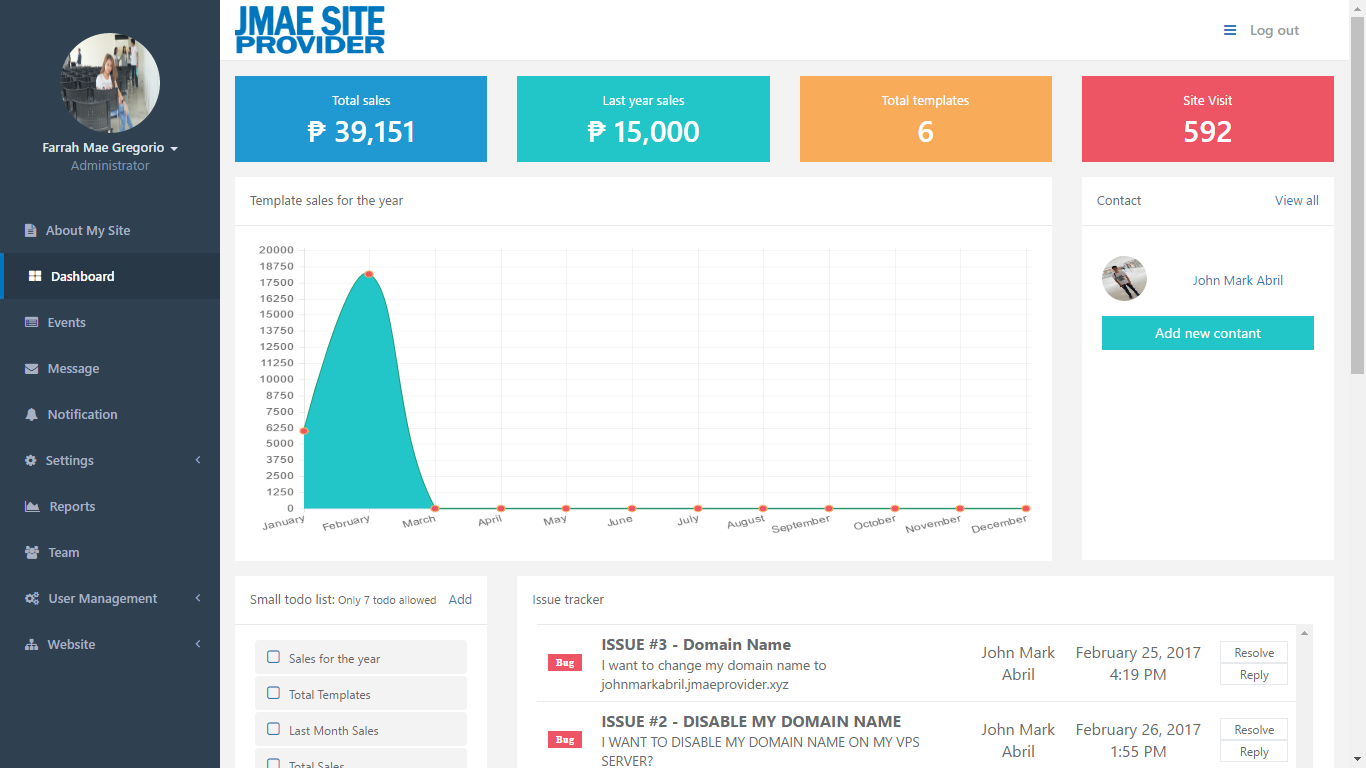 JMAE SITE
PROVIDER
Log out
Farrah Mae Gregorio
Administrator
About My Site
Dashboard
Events
Message
Notification
Settings
Reports
Team
User Management
Website
Total sales
₱ 39,151
Last year sales
₱ 15,000
Total templates
6
Site Visit
592
Template sales for the year
20000
18750
17500
16250
15000
13750
12500
11250
10000
8750
7500
6250
5000
3750
2500
1250
0
January February March April May June July August September October November December
Contact View all
John Mark Abril
Add new contant
Small todo list: Only 7 todo allowed Add
Sales for the year
Total Templates
Last Month Sales
Total Sales
Issue tracker
Bug
ISSUE #3 - Domain Name
I want to change my domain name to
johnmarkabril.jmaeprovider.xyz
John Mark
Abril
February 25, 2017
4:19 PM
Resolve
Reply
Bug
ISSUE #2 - DISABLE MY DOMAIN NAME
I WANT TO DISABLE MY DOMAIN NAME ON MY VPS
SERVER?
John Mark
Abril
February 26, 2017
1:55 PM
Resolve
Reply